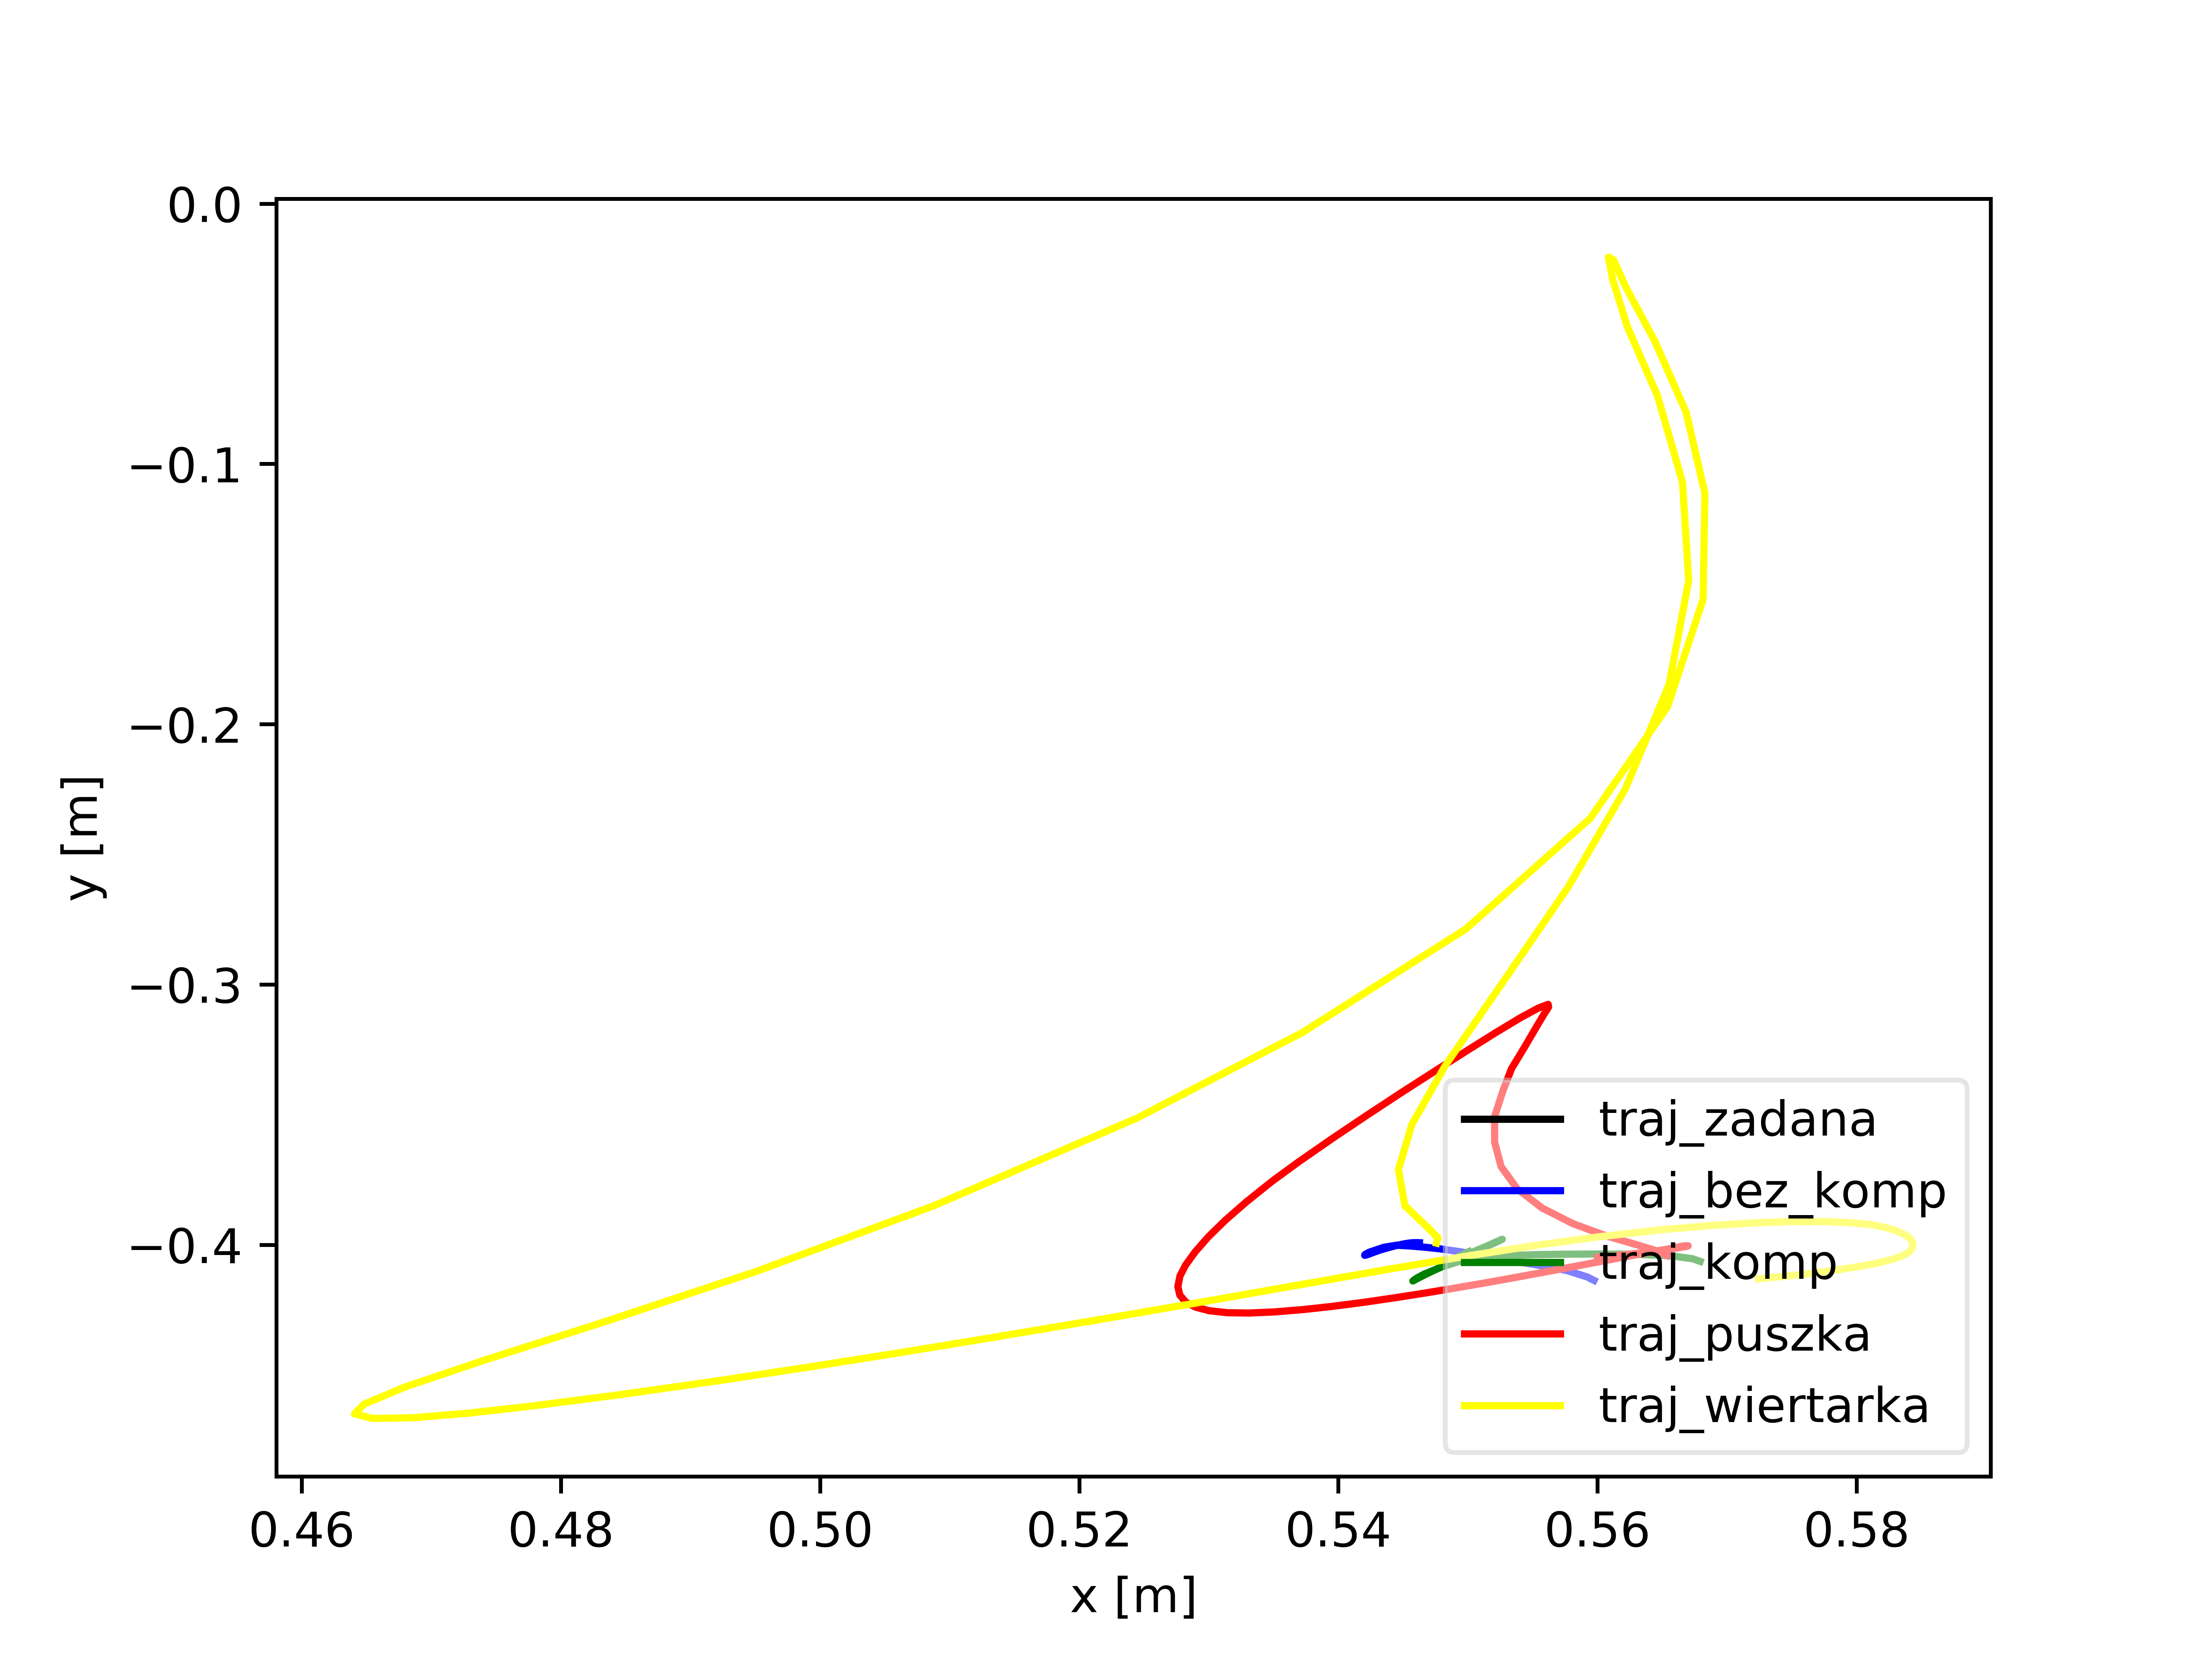 0.0
−0.1
−0.2
−0.3
−0.4
y [m]
traj_zadana
traj_bez_komp
traj_komp
traj_puszka
traj_wiertarka
0.46 0.48 0.50 0.52 0.54 0.56 0.58
x [m]